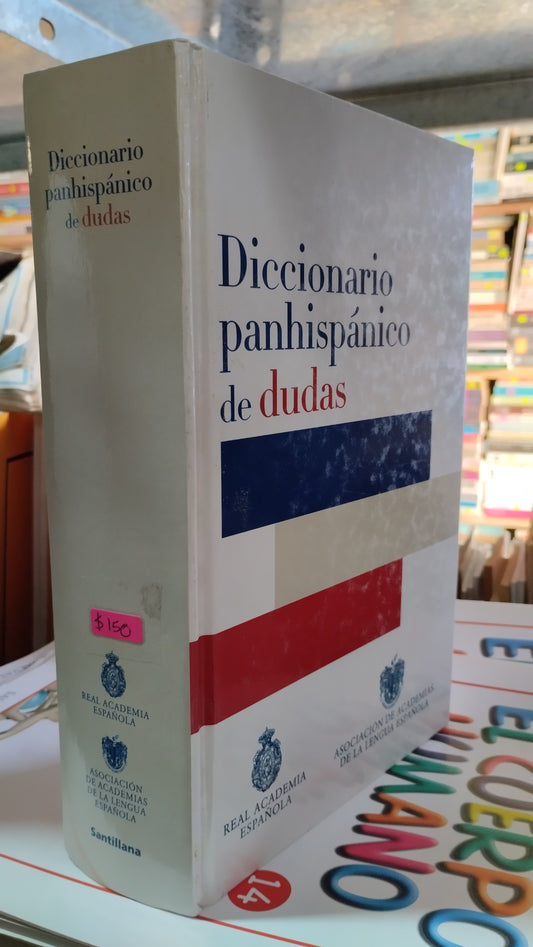 Diccionario
panhispánico
de dudas
$150
REAL ACADEMIA
ESPAÑOLA
ASOCIACIÓN
DE ACADEMIAS
DE LA LENGUA
ESPAÑOLA
Santillana
Diccionario
panhispánico
de dudas
REAL ACADEMIA
ESPAÑOLA
ASOCIACIÓN DE ACADEMIAS
DE LA LENGUA ESPAÑOLA
EL CUERPO
HUMANO
14